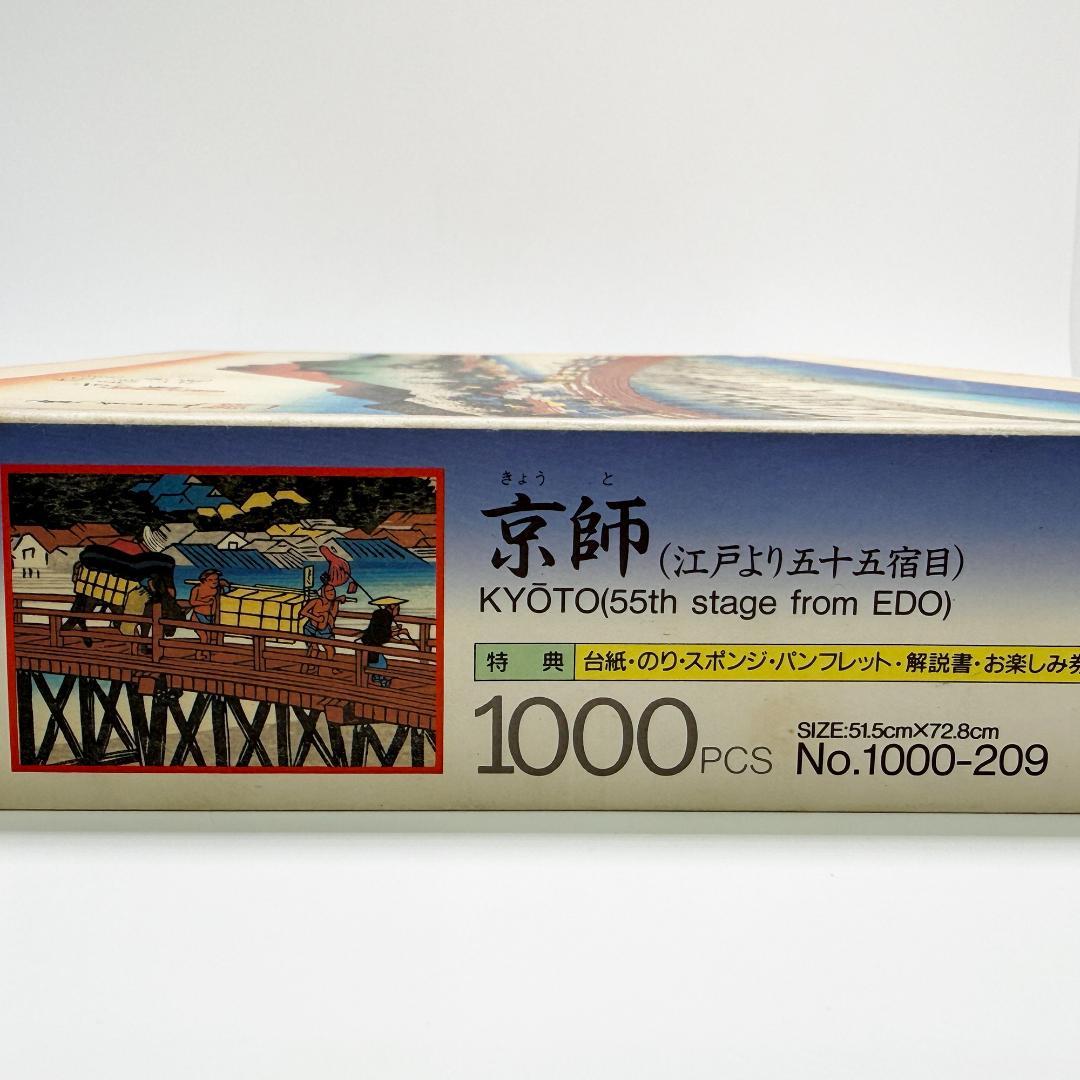 きょう と
京師(江戸より五十五宿目)
KYŌTO(55th stage from EDO)
特典 台紙・のり・スポンジ・パンフレット・解説書・お楽しみ券
1000PCS
SIZE:51.5cm×72.8cm
No.1000-209